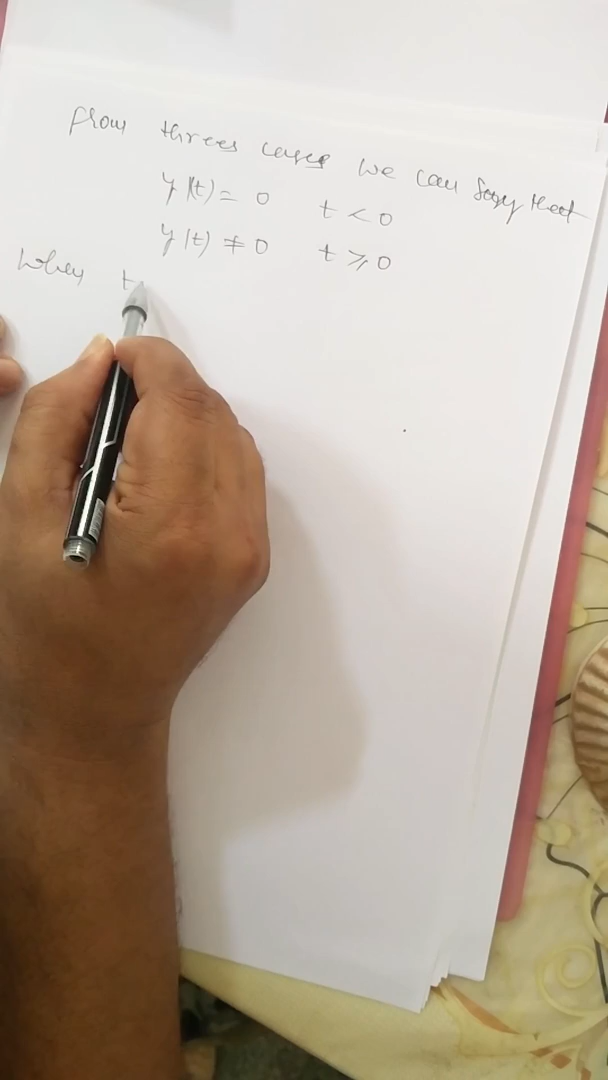 From threes cases we can say that
y(t) = 0 t < 0
y(t) ≠ 0 t ⩾ 0
when t